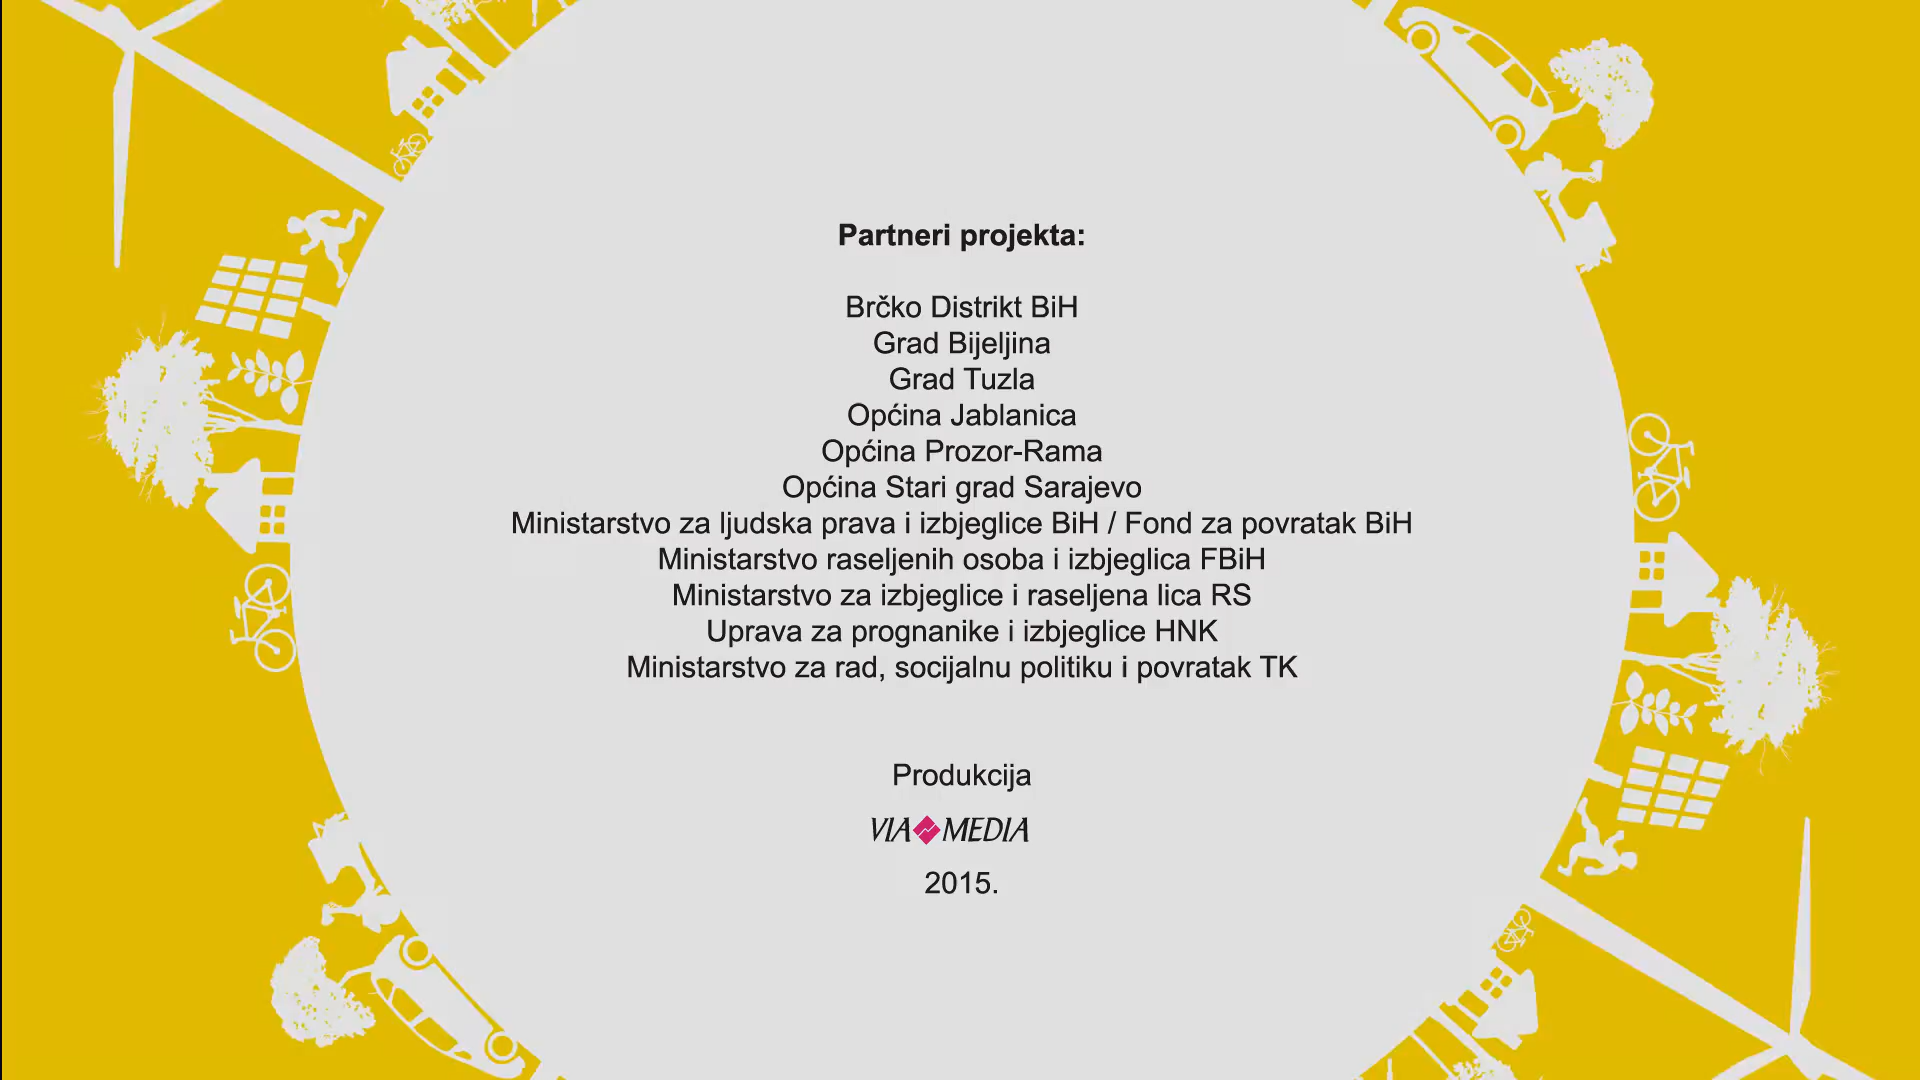 Partneri projekta:
Brčko Distrikt BiH
Grad Bijeljina
Grad Tuzla
Općina Jablanica
Općina Prozor-Rama
Općina Stari grad Sarajevo
Ministarstvo za ljudska prava i izbjeglice BiH / Fond za povratak BiH
Ministarstvo raseljenih osoba i izbjeglica FBiH
Ministarstvo za izbjeglice i raseljena lica RS
Uprava za prognanike i izbjeglice HNK
Ministarstvo za rad, socijalnu politiku i povratak TK
Produkcija
VIA MEDIA
2015.